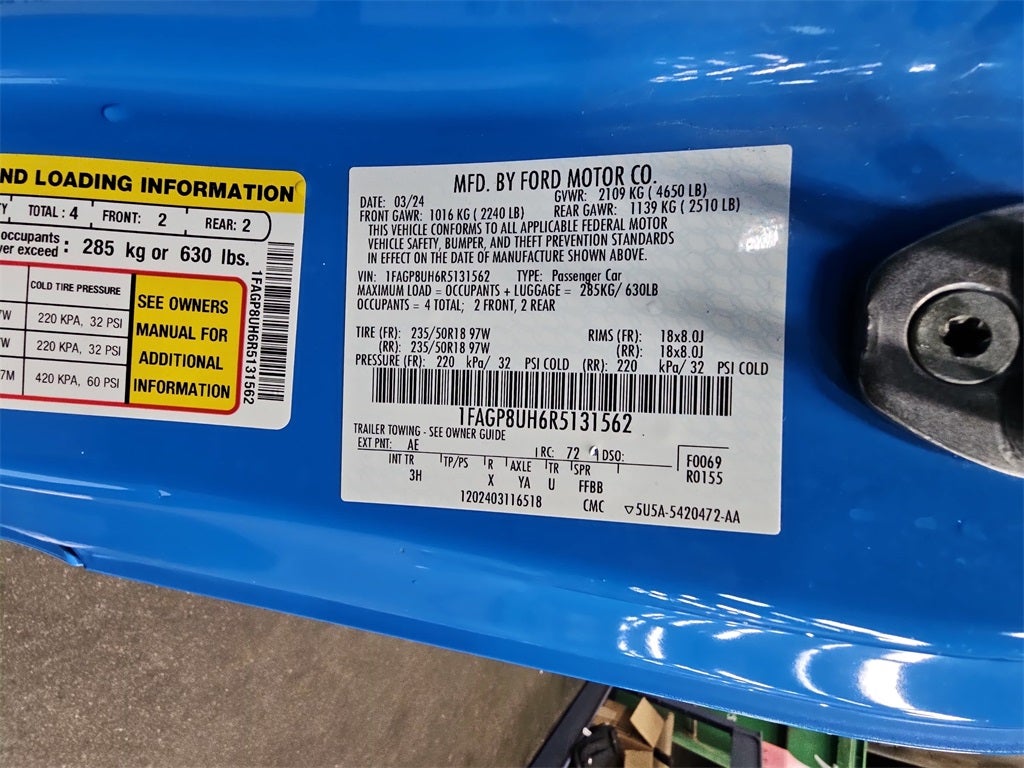 ND LOADING INFORMATION
TOTAL : 4 FRONT: 2 REAR: 2
occupants
ver exceed : 285 kg or 630 lbs.
COLD TIRE PRESSURE
220 KPA, 32 PSI
220 KPA, 32 PSI
420 KPA, 60 PSI
SEE OWNERS
MANUAL FOR
ADDITIONAL
INFORMATION
1FAGP8UH6R5131562
MFD. BY FORD MOTOR CO.
DATE: 03/24 GVWR: 2109 KG ( 4650 LB)
FRONT GAWR: 1016 KG ( 2240 LB) REAR GAWR: 1139 KG ( 2510 LB)
THIS VEHICLE CONFORMS TO ALL APPLICABLE FEDERAL MOTOR
VEHICLE SAFETY, BUMPER, AND THEFT PREVENTION STANDARDS
IN EFFECT ON THE DATE OF MANUFACTURE SHOWN ABOVE.
VIN: 1FAGP8UH6R5131562 TYPE: Passenger Car
MAXIMUM LOAD = OCCUPANTS + LUGGAGE = 285KG/ 630LB
OCCUPANTS = 4 TOTAL; 2 FRONT, 2 REAR
TIRE (FR): 235/50R18 97W RIMS (FR): 18x8.0J
(RR): 235/50R18 97W (RR): 18x8.0J
PRESSURE (FR): 220 kPa/ 32 PSI COLD (RR): 220 kPa/ 32 PSI COLD
1FAGP8UH6R5131562
TRAILER TOWING - SEE OWNER GUIDE
EXT PNT: AE RC: 72 DSO: F0069
INT TR TP/PS R AXLE TR SPR R0155
3H X YA U FFBB
1202403116518 CMC ▽5U5A-5420472-AA